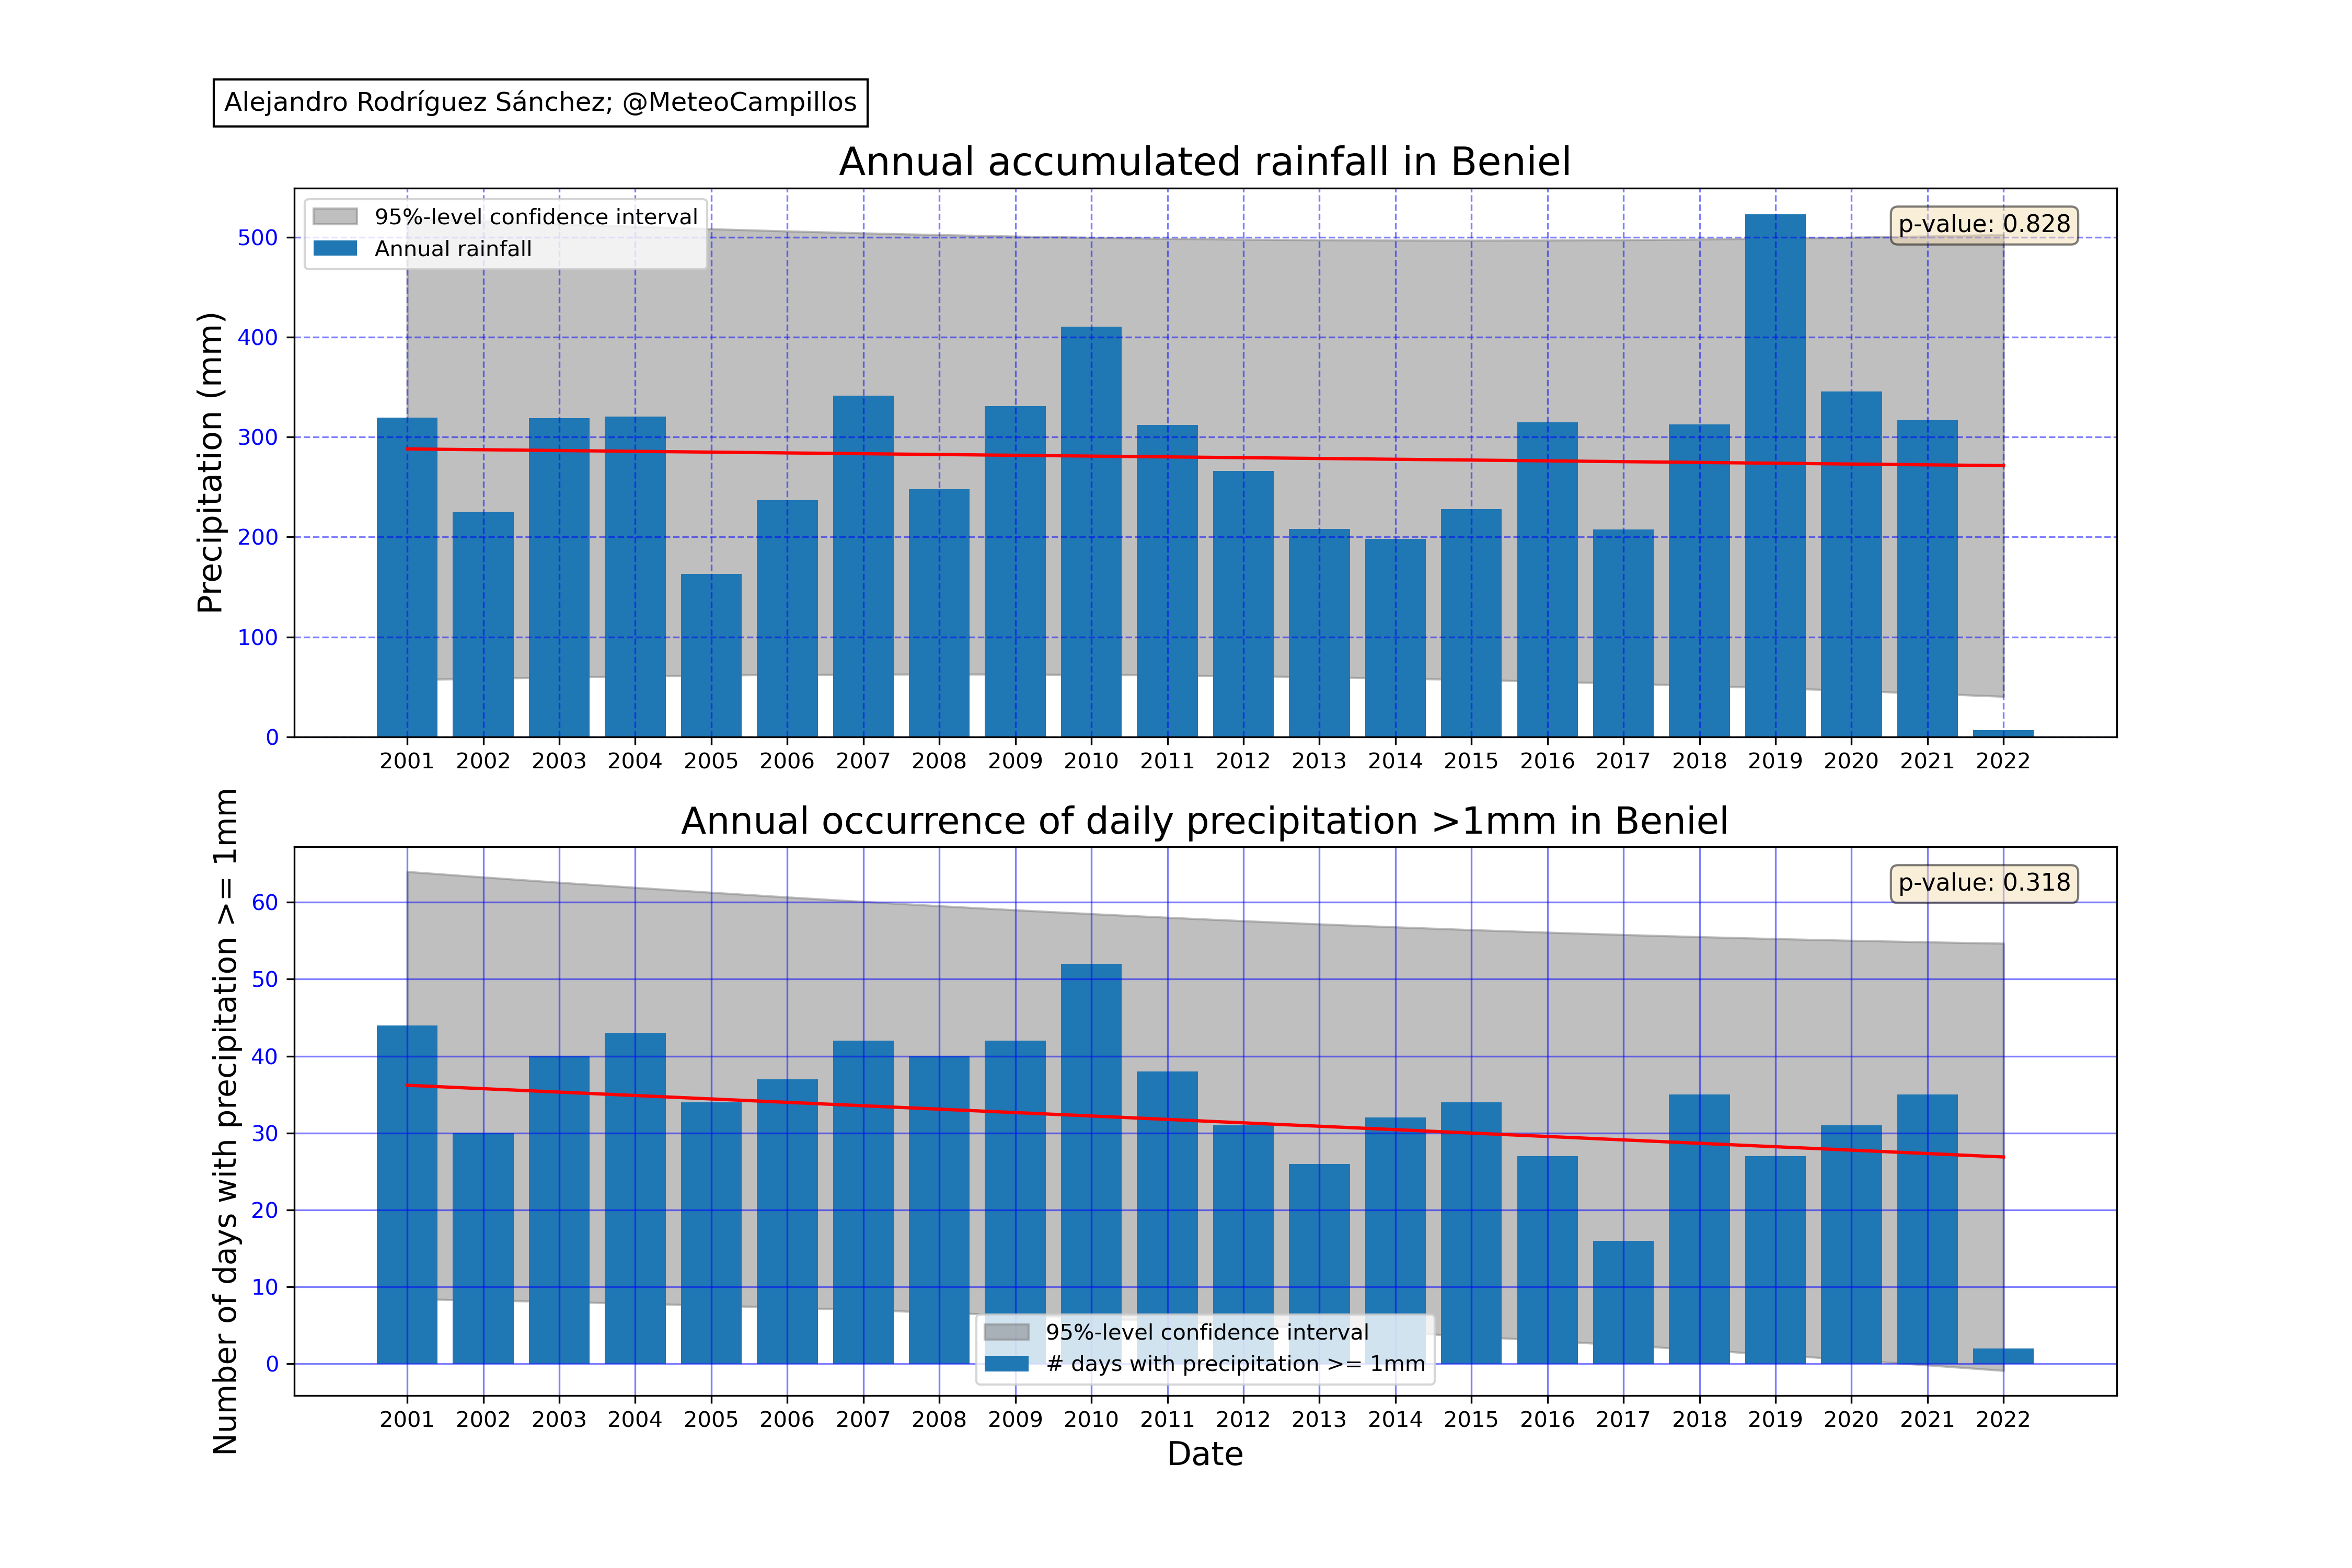 Alejandro Rodríguez Sánchez; @MeteoCampillos
Annual accumulated rainfall in Beniel
95%-level confidence interval
Annual rainfall
p-value: 0.828
Precipitation (mm)
500
400
300
200
100
0
2001 2002 2003 2004 2005 2006 2007 2008 2009 2010 2011 2012 2013 2014 2015 2016 2017 2018 2019 2020 2021 2022
Annual occurrence of daily precipitation >1mm in Beniel
p-value: 0.318
Number of days with precipitation >= 1mm
60
50
40
30
20
10
0
95%-level confidence interval
# days with precipitation >= 1mm
2001 2002 2003 2004 2005 2006 2007 2008 2009 2010 2011 2012 2013 2014 2015 2016 2017 2018 2019 2020 2021 2022
Date